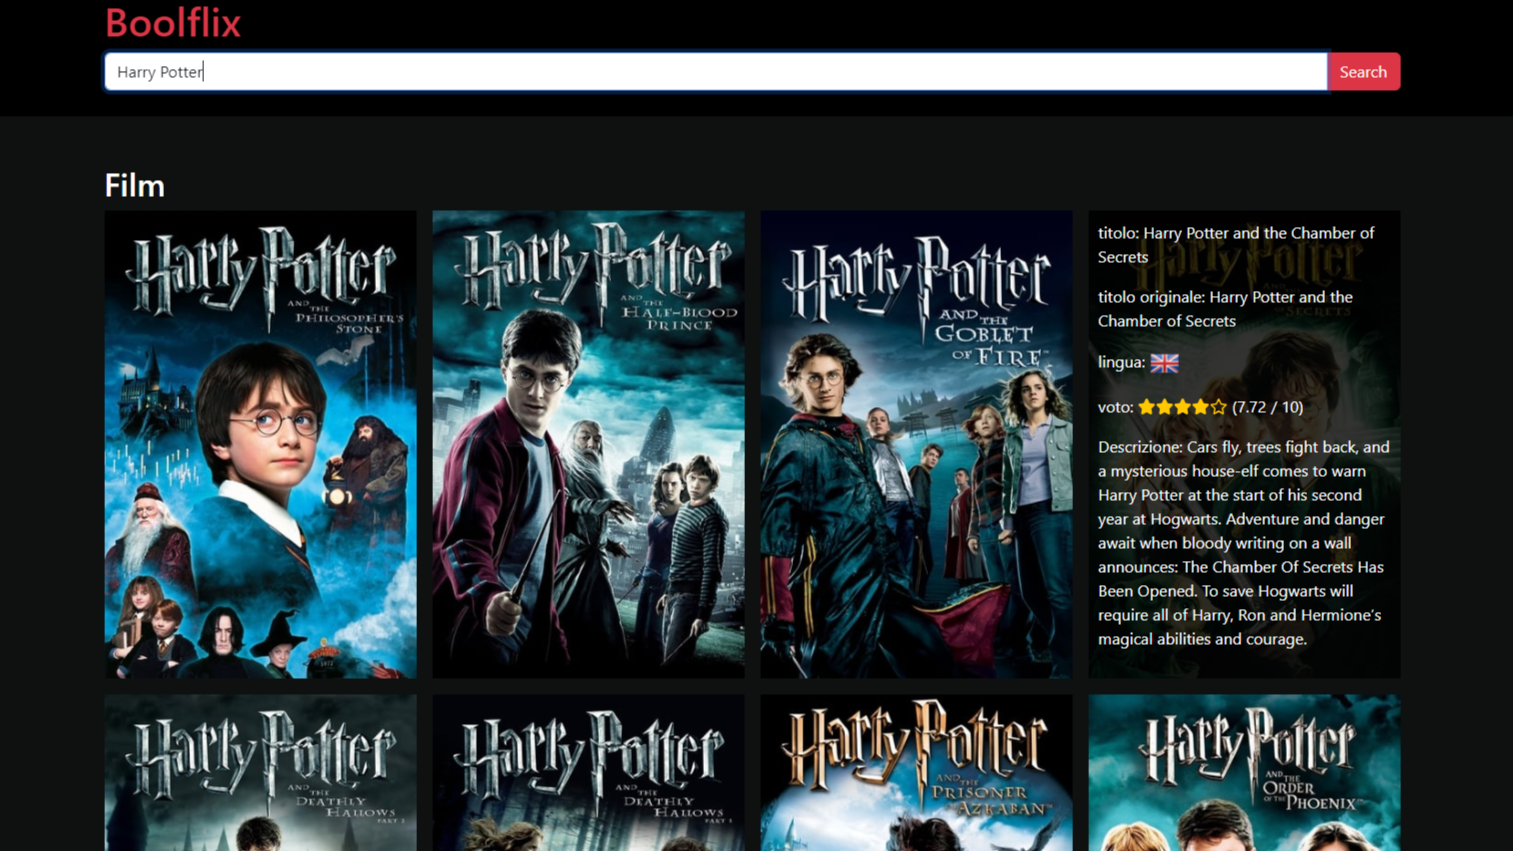 Boolflix
Harry Potter
Search
Film
Harry Potter
AND
THE
PHILOSOPHER'S
STONE
Harry Potter
AND
THE
HALF-BLOOD
PRINCE
Harry Potter
AND THE
GOBLET
OF FIRE
titolo: Harry Potter and the Chamber of
Secrets
titolo originale: Harry Potter and the
Chamber of Secrets
lingua:
voto: (7.72 / 10)
Descrizione: Cars fly, trees fight back, and
a mysterious house-elf comes to warn
Harry Potter at the start of his second
year at Hogwarts. Adventure and danger
await when bloody writing on a wall
announces: The Chamber Of Secrets Has
Been Opened. To save Hogwarts will
require all of Harry, Ron and Hermione's
magical abilities and courage.
Harry Potter
AND
THE
DEATHLY
HALLOWS
Harry Potter
AND
THE
DEATHLY
HALLOWS
PART 1
Harry Potter
AND THE
PRISONER
OF
AZKABAN
Harry Potter
AND THE
ORDER
OF THE PHOENIX